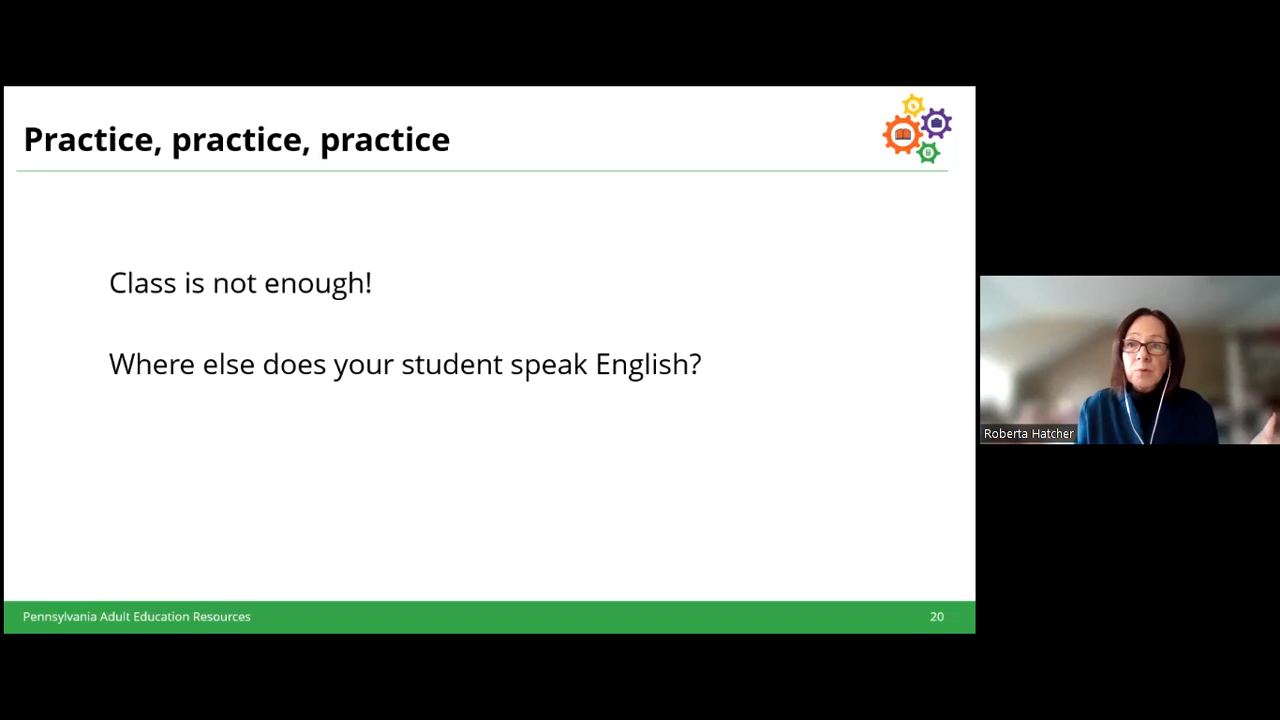 Practice, practice, practice
Class is not enough!
Where else does your student speak English?
Roberta Hatcher
Pennsylvania Adult Education Resources
20